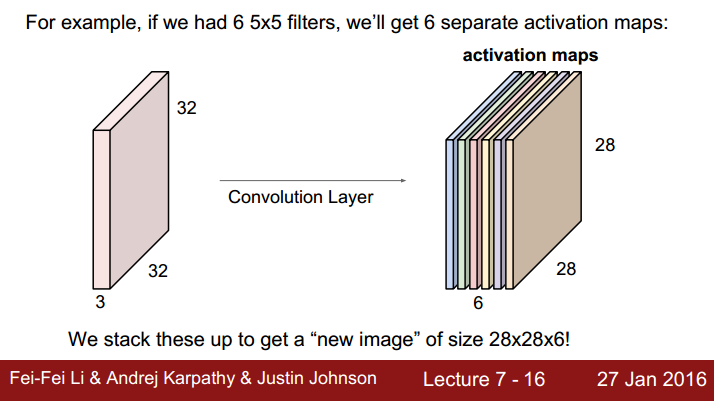 For example, if we had 6 5x5 filters, we'll get 6 separate activation maps:
activation maps
32
28
Convolution Layer
32
28
3
6
We stack these up to get a “new image” of size 28x28x6!
Fei-Fei Li & Andrej Karpathy & Justin Johnson
Lecture 7 - 16
27 Jan 2016